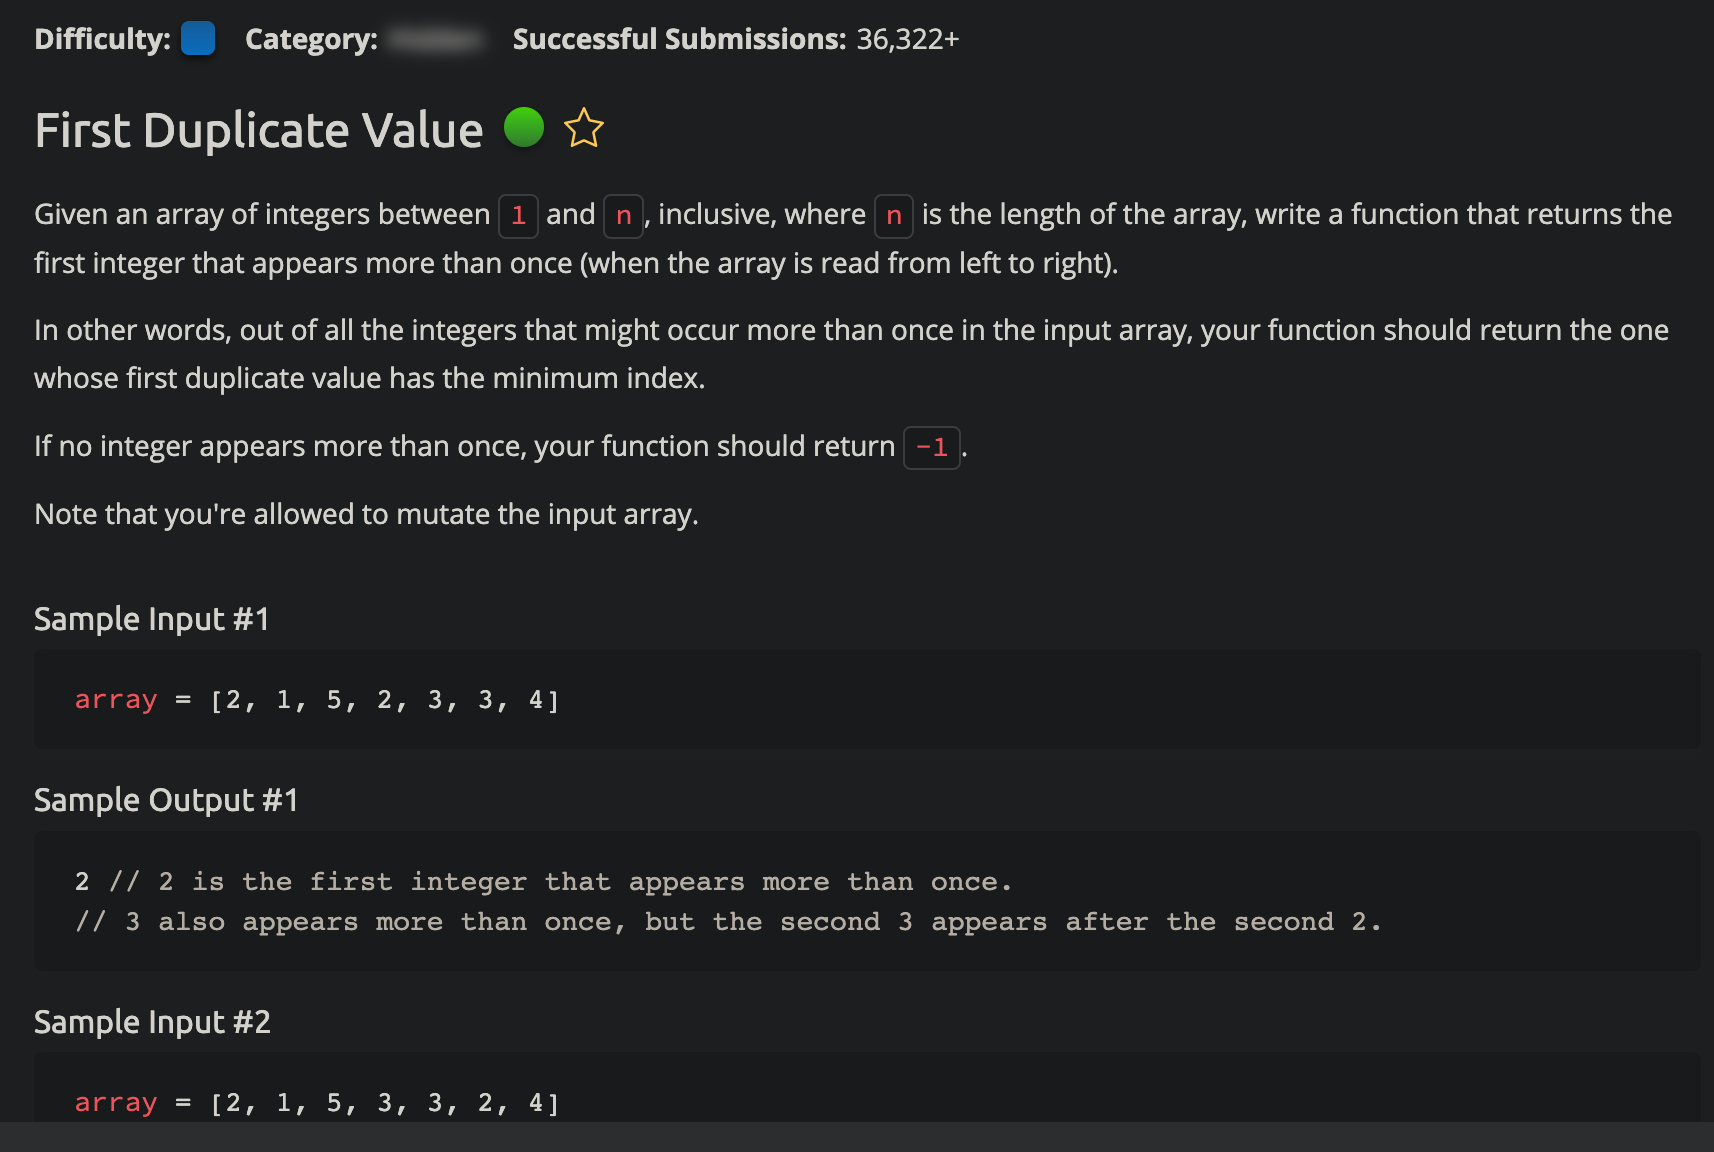 Difficulty: Category: Successful Submissions: 36,322+
First Duplicate Value
Given an array of integers between 1 and n, inclusive, where n is the length of the array, write a function that returns the
first integer that appears more than once (when the array is read from left to right).
In other words, out of all the integers that might occur more than once in the input array, your function should return the one
whose first duplicate value has the minimum index.
If no integer appears more than once, your function should return -1.
Note that you're allowed to mutate the input array.
Sample Input #1
array = [2, 1, 5, 2, 3, 3, 4]
Sample Output #1
2 // 2 is the first integer that appears more than once.
// 3 also appears more than once, but the second 3 appears after the second 2.
Sample Input #2
array = [2, 1, 5, 3, 3, 2, 4]